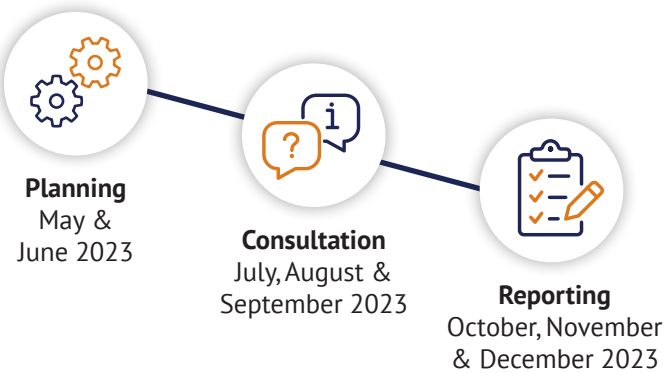 Planning
May &
June 2023
i
?
Consultation
July, August &
September 2023
Reporting
October, November
& December 2023